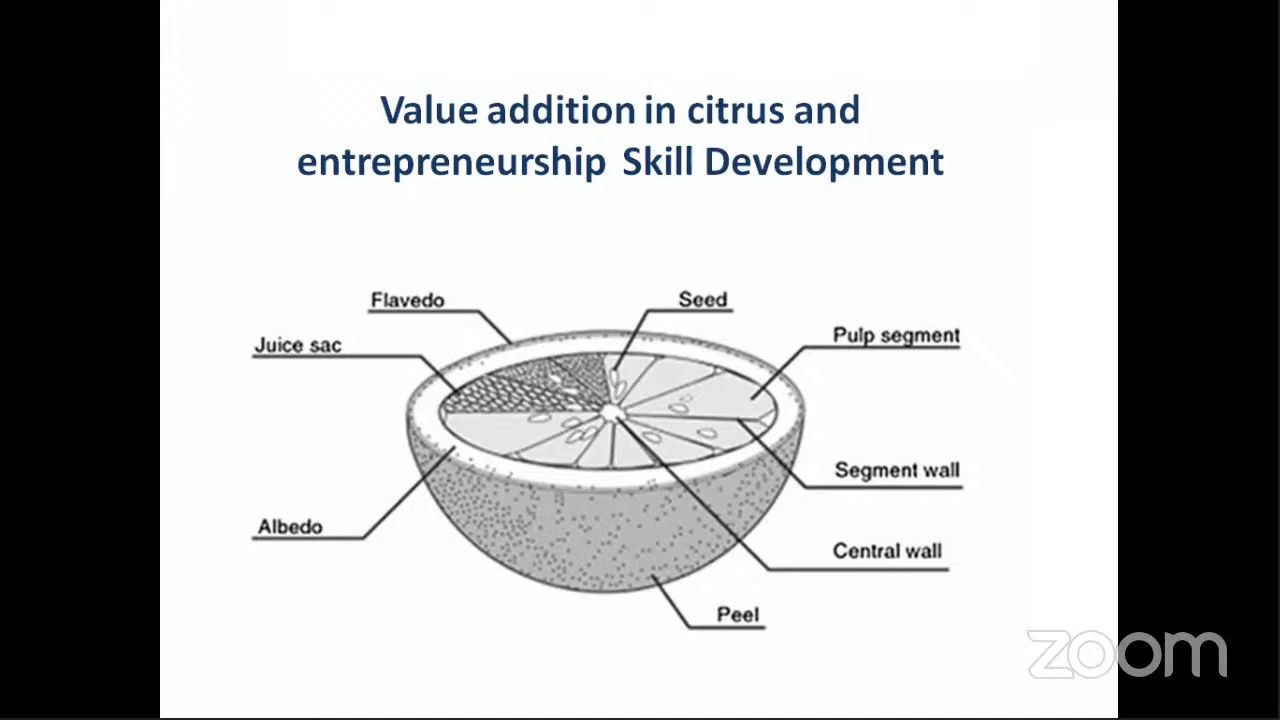 Value addition in citrus and
entrepreneurship Skill Development
Flavedo
Seed
Juice sac
Pulp segment
Segment wall
Albedo
Central wall
Peel
zoom